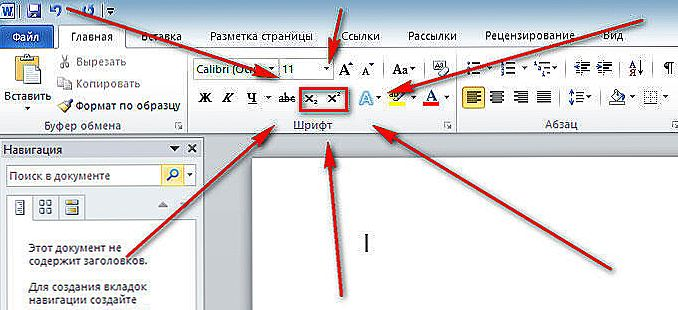 Файл Главная Вставка Разметка страницы Ссылки Рассылки Рецензирование Вид
Вырезать
Копировать
Формат по образцу
Вставить
Буфер обмена
Calibri (Осн 11 А А Аа
Ж К Ч abc x₂ x² А А
Шрифт
Абзац
Навигация
Поиск в документе
Этот документ не
содержит заголовков.
Для создания вкладок
навигации создайте